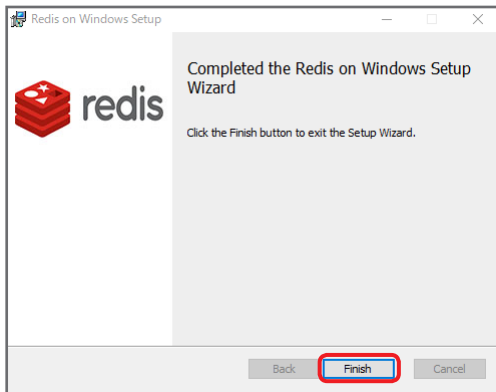 Redis on Windows Setup
redis
Completed the Redis on Windows Setup
Wizard
Click the Finish button to exit the Setup Wizard.
Back
Finish
Cancel